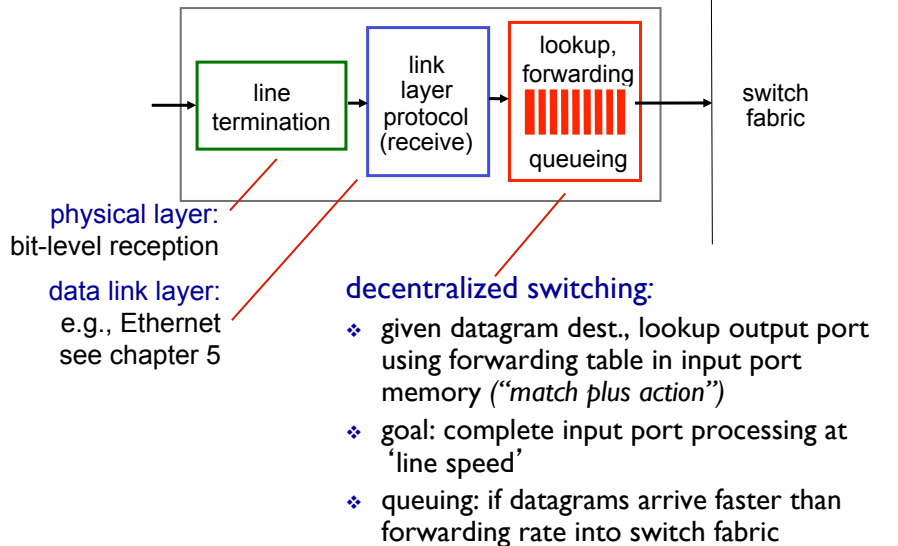 line
termination
link
layer
protocol
(receive)
lookup,
forwarding
queueing
switch
fabric
physical layer:
bit-level reception
data link layer:
e.g., Ethernet
see chapter 5
decentralized switching:
❖ given datagram dest., lookup output port
using forwarding table in input port
memory (“match plus action”)
❖ goal: complete input port processing at
‘line speed’
❖ queuing: if datagrams arrive faster than
forwarding rate into switch fabric